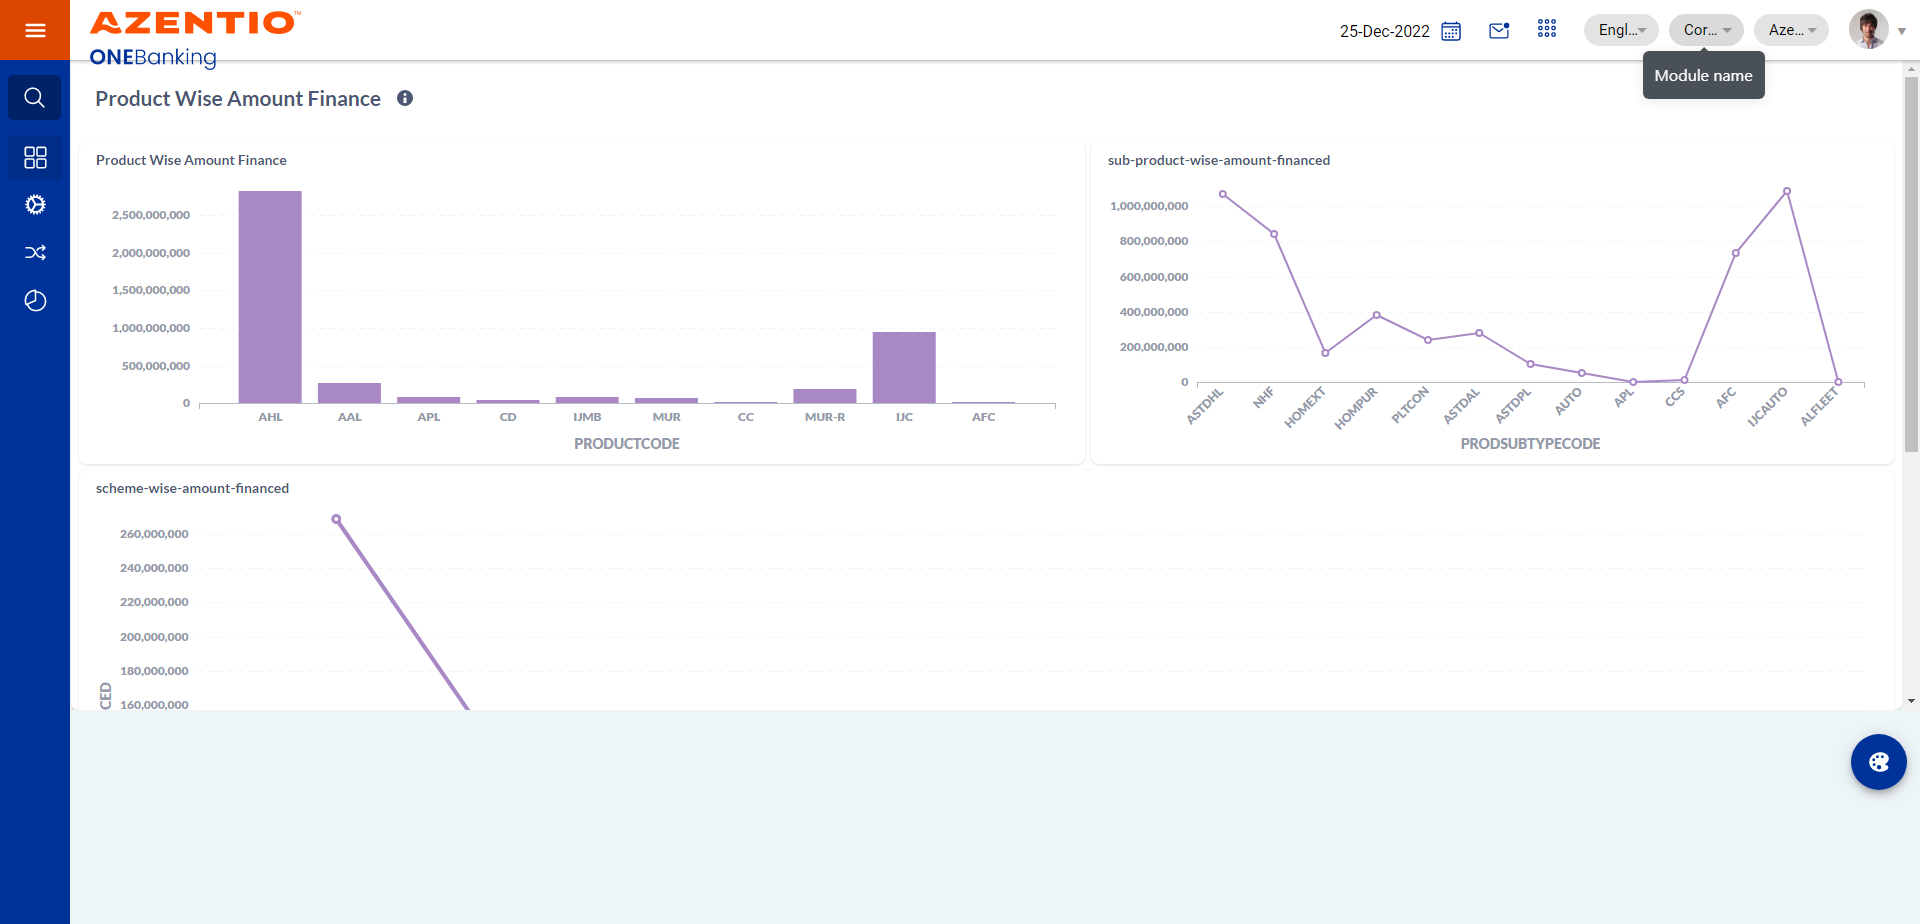 AZENTIO™
ONEBanking
25-Dec-2022
Engl...
Cor...
Aze...
Module name
Product Wise Amount Finance
Product Wise Amount Finance
2,500,000,000
2,000,000,000
1,500,000,000
1,000,000,000
500,000,000
0
AHL AAL APL CD IJMB MUR CC MUR-R IJC AFC
PRODUCTCODE
sub-product-wise-amount-financed
1,000,000,000
800,000,000
600,000,000
400,000,000
200,000,000
0
ASTDHL NHF HOMEXT HOMPUR PLTCON ASTDAL ASTDPL AUTO APL CCS AFC IJCAUTO ALFLEET
PRODSUBTYPECODE
scheme-wise-amount-financed
260,000,000
240,000,000
220,000,000
200,000,000
180,000,000
160,000,000
CED